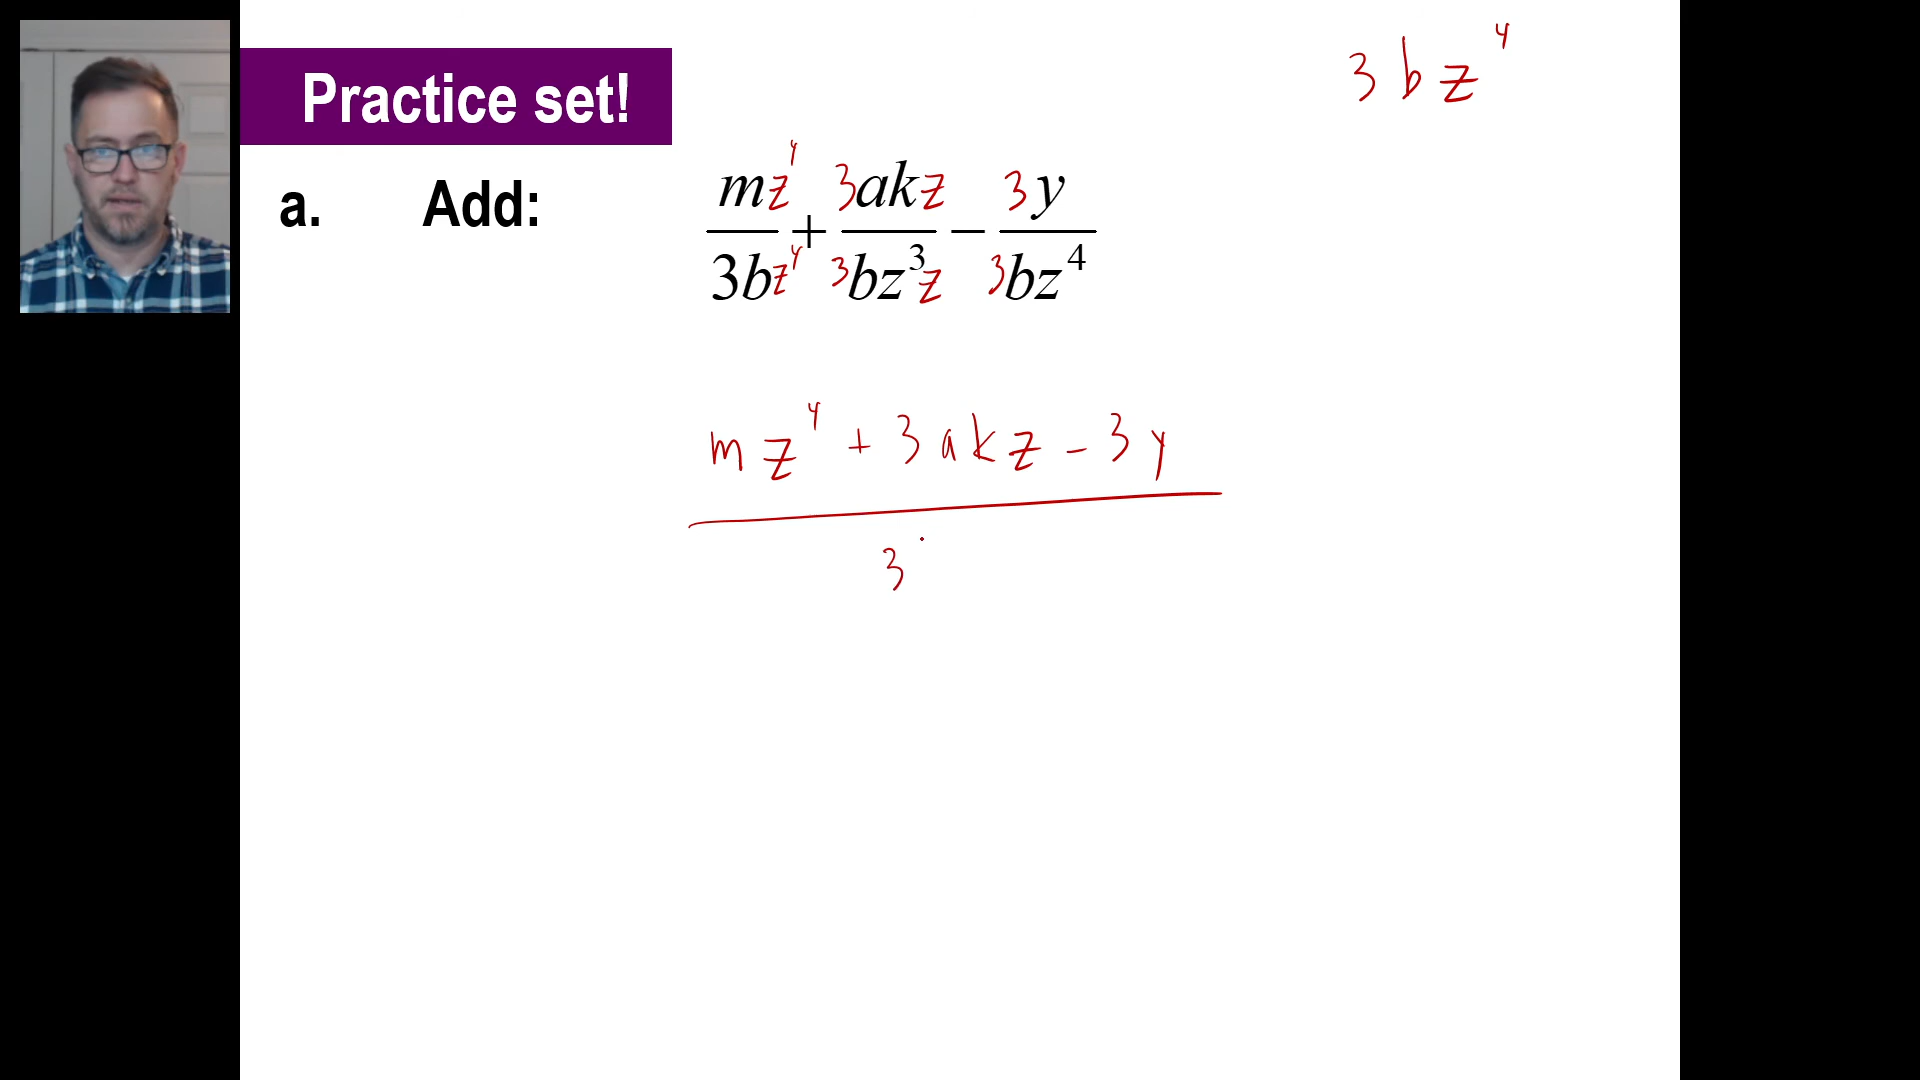 3bz⁴
Practice set!
a. Add: mz⁴/3bz⁴ + 3akz/3bz³z − 3y/3bz⁴
mz⁴ + 3akz − 3y
3